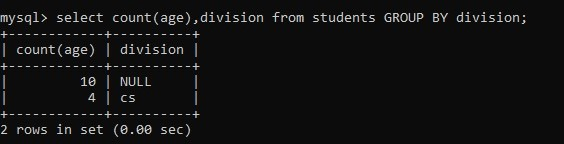 mysql> select count(age),division from students GROUP BY division;
+------------+----------+
| count(age) | division |
+------------+----------+
|         10 | NULL     |
|          4 | cs       |
+------------+----------+
2 rows in set (0.00 sec)